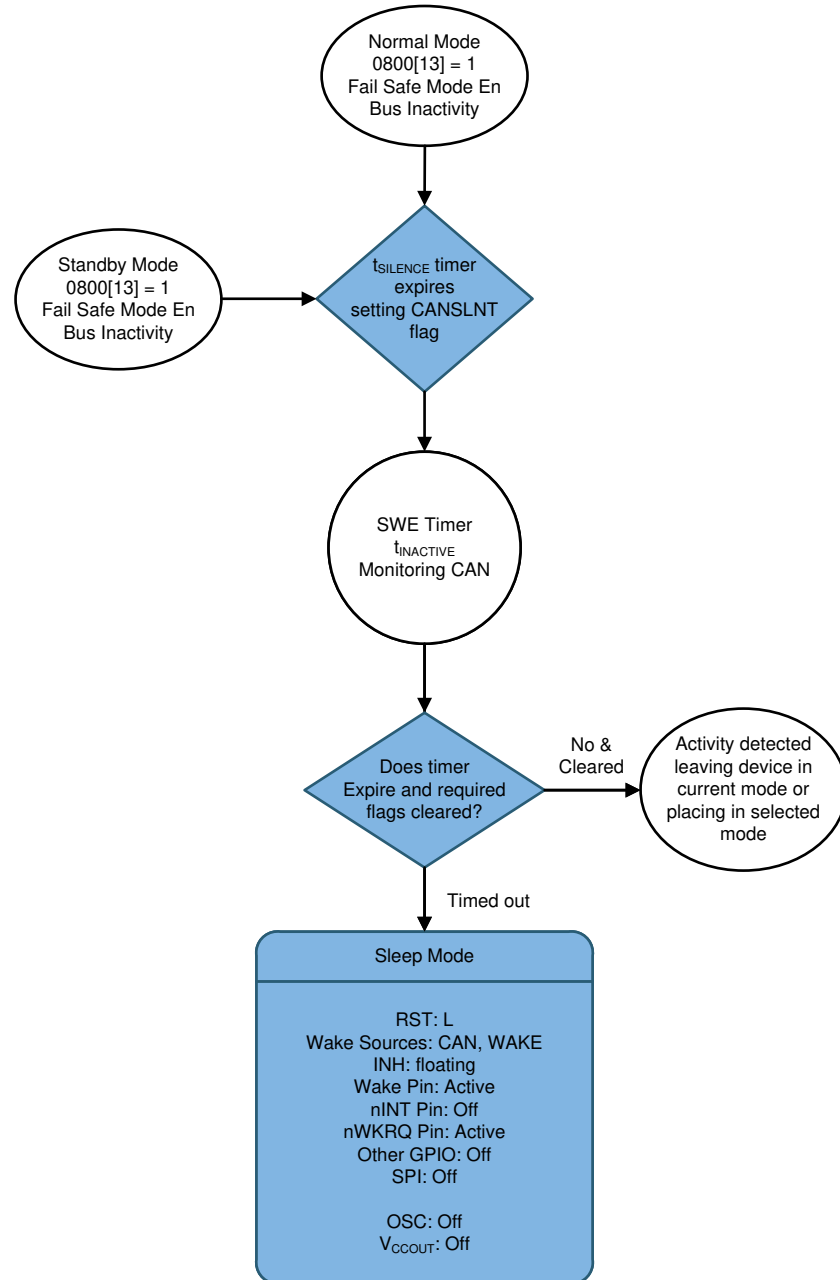 Normal Mode
0800[13] = 1
Fail Safe Mode En
Bus Inactivity
Standby Mode
0800[13] = 1
Fail Safe Mode En
Bus Inactivity
tSILENCE timer
expires
setting CANSLNT
flag
SWE Timer
tINACTIVE
Monitoring CAN
Does timer
Expire and required
flags cleared?
No &
Cleared
Activity detected
leaving device in
current mode or
placing in selected
mode
Timed out
Sleep Mode
RST: L
Wake Sources: CAN, WAKE
INH: floating
Wake Pin: Active
nINT Pin: Off
nWKRQ Pin: Active
Other GPIO: Off
SPI: Off
OSC: Off
VCCOUT: Off